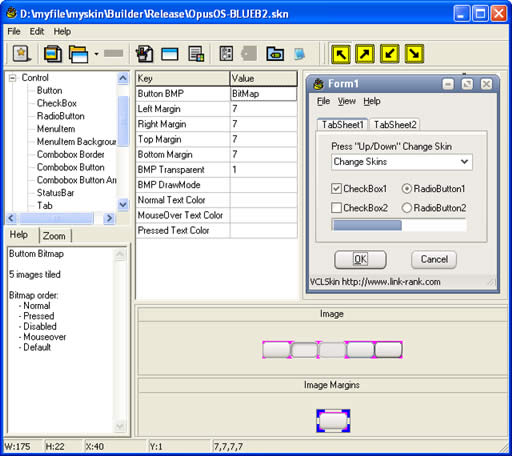 D:\myfile\myskin\Builder\Release\OpusOS-BLUEB2.skn
File Edit Help
Control
Button
CheckBox
RadioButton
MenuItem
MenuItem Backgrour
Combobox Border
Combobox Button
Combobox Button Arr
StatusBar
Tab
Help Zoom
Buttom Bitmap
5 images tiled
Bitmap order:
- Normal
- Pressed
- Disabled
- Mouseover
- Default
Key Value
Button BMP BitMap
Left Margin 7
Right Margin 7
Top Margin 7
Bottom Margin 7
BMP Transparent 1
BMP DrawMode
Normal Text Color
MouseOver Text Color
Pressed Text Color
Form1
File View Help
TabSheet1 TabSheet2
Press "Up/Down" Change Skin
Change Skins
CheckBox1 RadioButton1
CheckBox2 RadioButton2
OK Cancel
VCLSkin http://www.link-rank.com
Image
Image Margins
W:175 H:22 X:40 Y:1 7,7,7,7